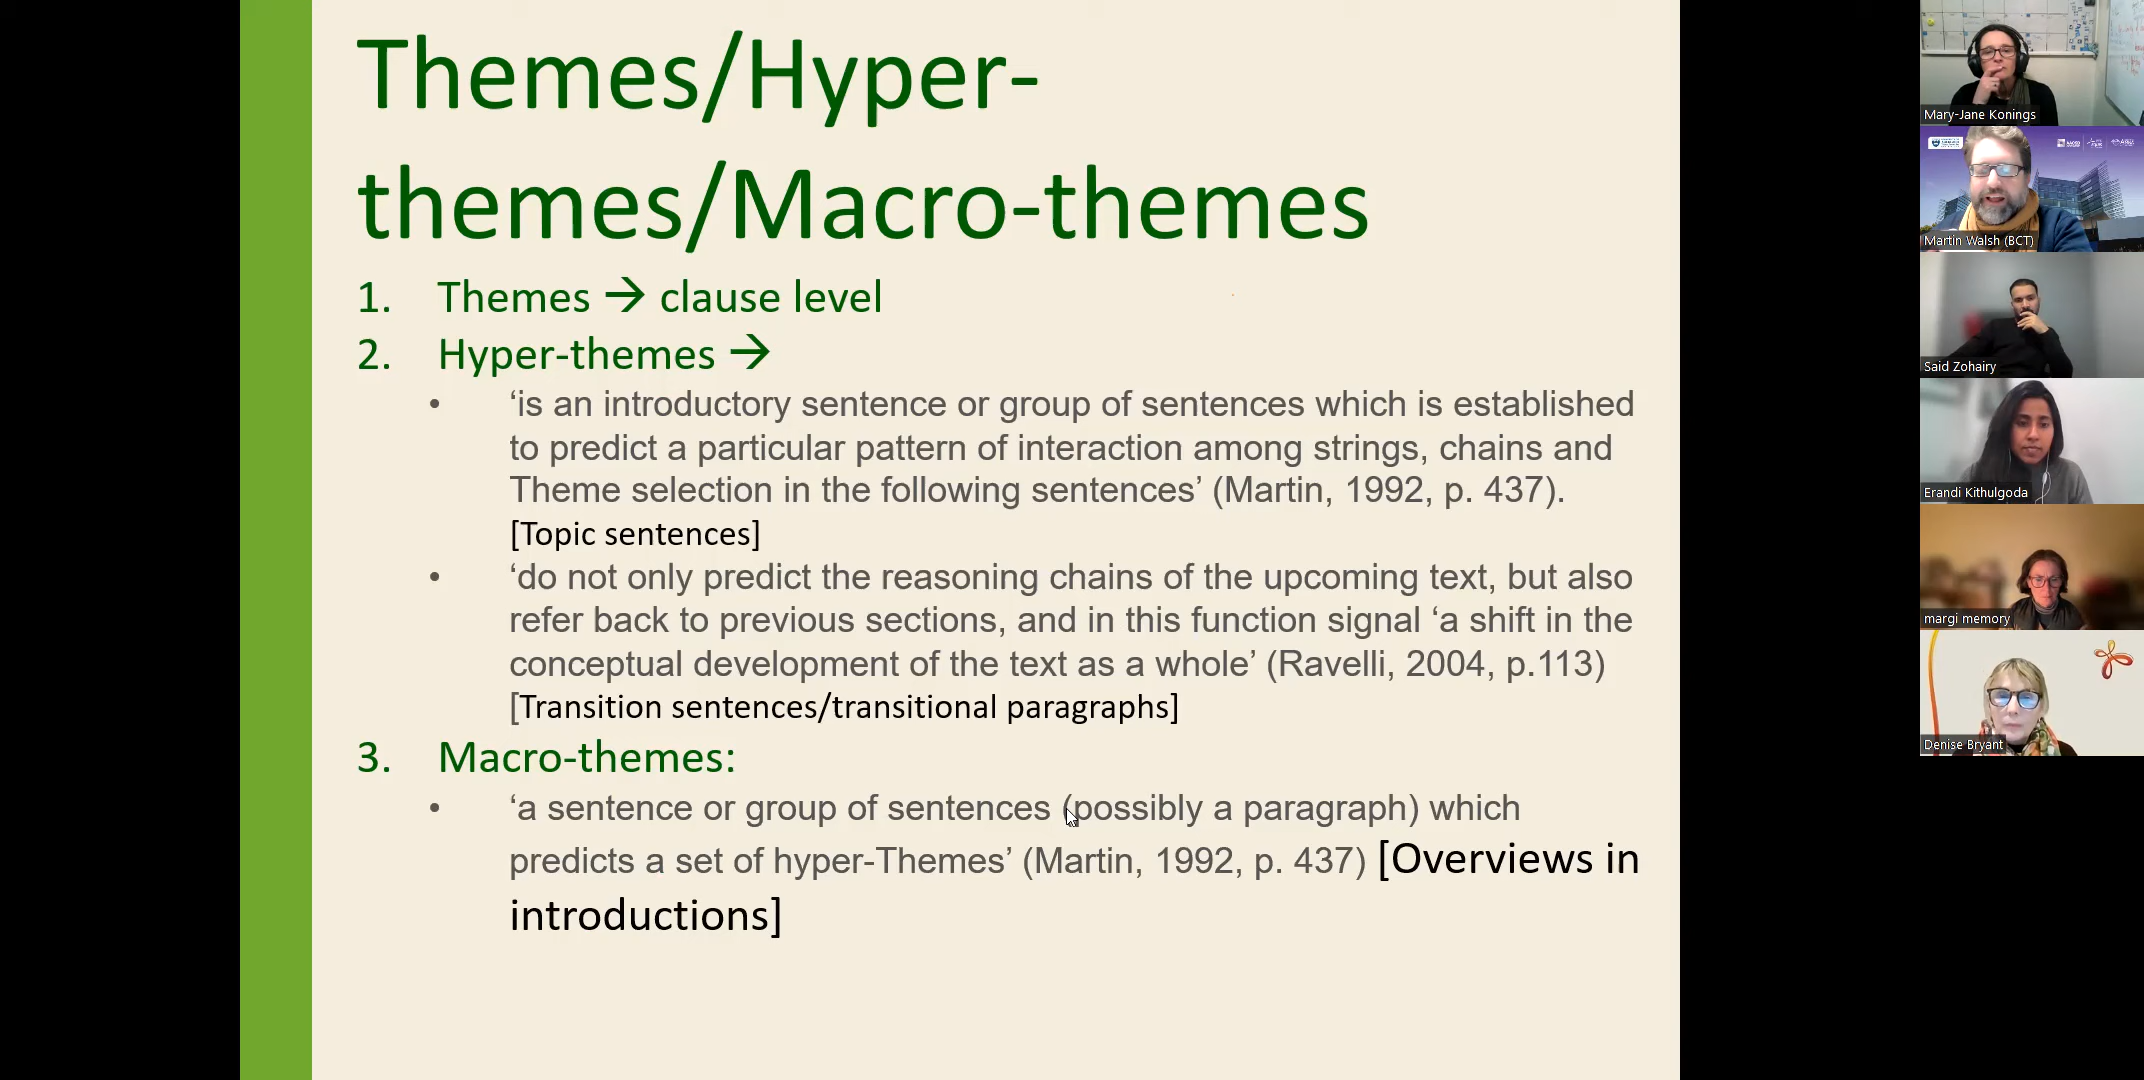 Themes/Hyper-
themes/Macro-themes
1. Themes → clause level
2. Hyper-themes →
• ‘is an introductory sentence or group of sentences which is established
to predict a particular pattern of interaction among strings, chains and
Theme selection in the following sentences’ (Martin, 1992, p. 437).
[Topic sentences]
• ‘do not only predict the reasoning chains of the upcoming text, but also
refer back to previous sections, and in this function signal ‘a shift in the
conceptual development of the text as a whole’ (Ravelli, 2004, p.113)
[Transition sentences/transitional paragraphs]
3. Macro-themes:
• ‘a sentence or group of sentences (possibly a paragraph) which
predicts a set of hyper-Themes’ (Martin, 1992, p. 437) [Overviews in
introductions]
Mary-Jane Konings
Martin Walsh (BCT)
Said Zohairy
Erandi Kithulgoda
margi memory
Denise Bryant